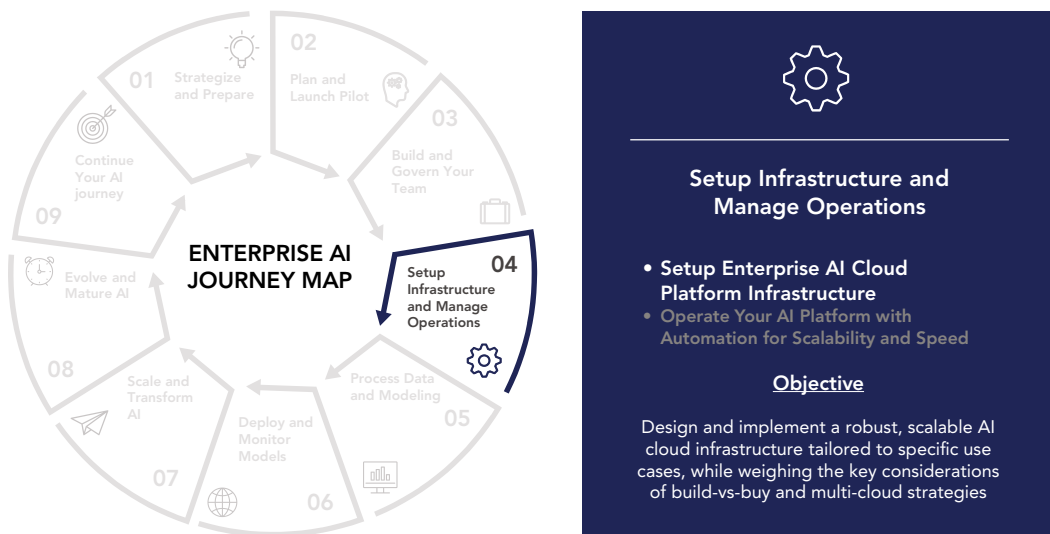 01
Strategize
and Prepare
02
Plan and
Launch Pilot
03
Build and
Govern Your
Team
04
Setup
Infrastructure
and Manage
Operations
Process Data
and Modeling
05
Deploy and
Monitor
Models
06
Scale and
Transform
AI
07
Evolve and
Mature AI
08
Continue
Your AI
journey
09
ENTERPRISE AI
JOURNEY MAP
Setup Infrastructure and
Manage Operations
• Setup Enterprise AI Cloud
Platform Infrastructure
• Operate Your AI Platform with
Automation for Scalability and Speed
Objective
Design and implement a robust, scalable AI
cloud infrastructure tailored to specific use
cases, while weighing the key considerations
of build-vs-buy and multi-cloud strategies